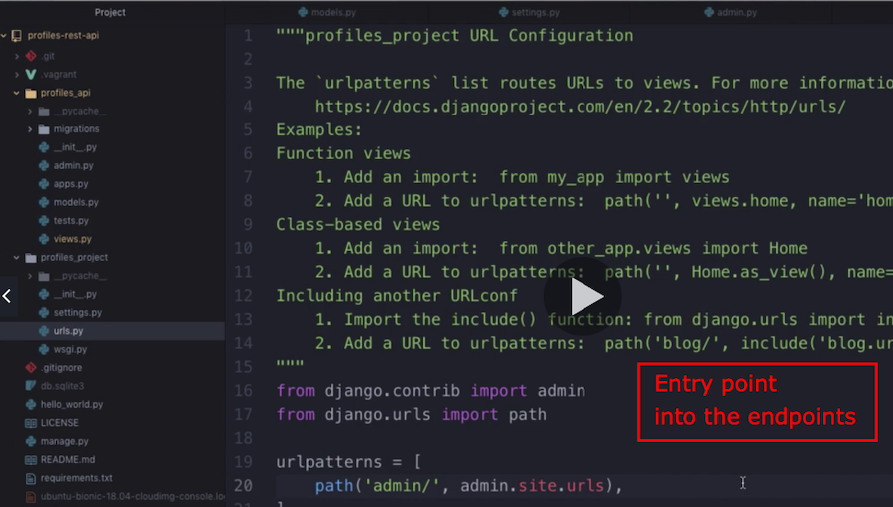 Project
models.py
settings.py
admin.py
profiles-rest-api
.git
.vagrant
profiles_api
__pycache__
migrations
__init__.py
admin.py
apps.py
models.py
tests.py
views.py
profiles_project
__pycache__
__init__.py
settings.py
urls.py
wsgi.py
.gitignore
db.sqlite3
hello_world.py
LICENSE
manage.py
README.md
requirements.txt
ubuntu-bionic-18.04-cloudimg-console.lo
1 """profiles_project URL Configuration
2
3 The `urlpatterns` list routes URLs to views. For more informatio
4 https://docs.djangoproject.com/en/2.2/topics/http/urls/
5 Examples:
6 Function views
7 1. Add an import: from my_app import views
8 2. Add a URL to urlpatterns: path('', views.home, name='hom
9 Class-based views
10 1. Add an import: from other_app.views import Home
11 2. Add a URL to urlpatterns: path('', Home.as_view(), name=
12 Including another URLconf
13 1. Import the include() function: from django.urls import in
14 2. Add a URL to urlpatterns: path('blog/', include('blog.ur
15 """
16 from django.contrib import admin
17 from django.urls import path
18
19 urlpatterns = [
20 path('admin/', admin.site.urls),
21 ]
Entry point
into the endpoints